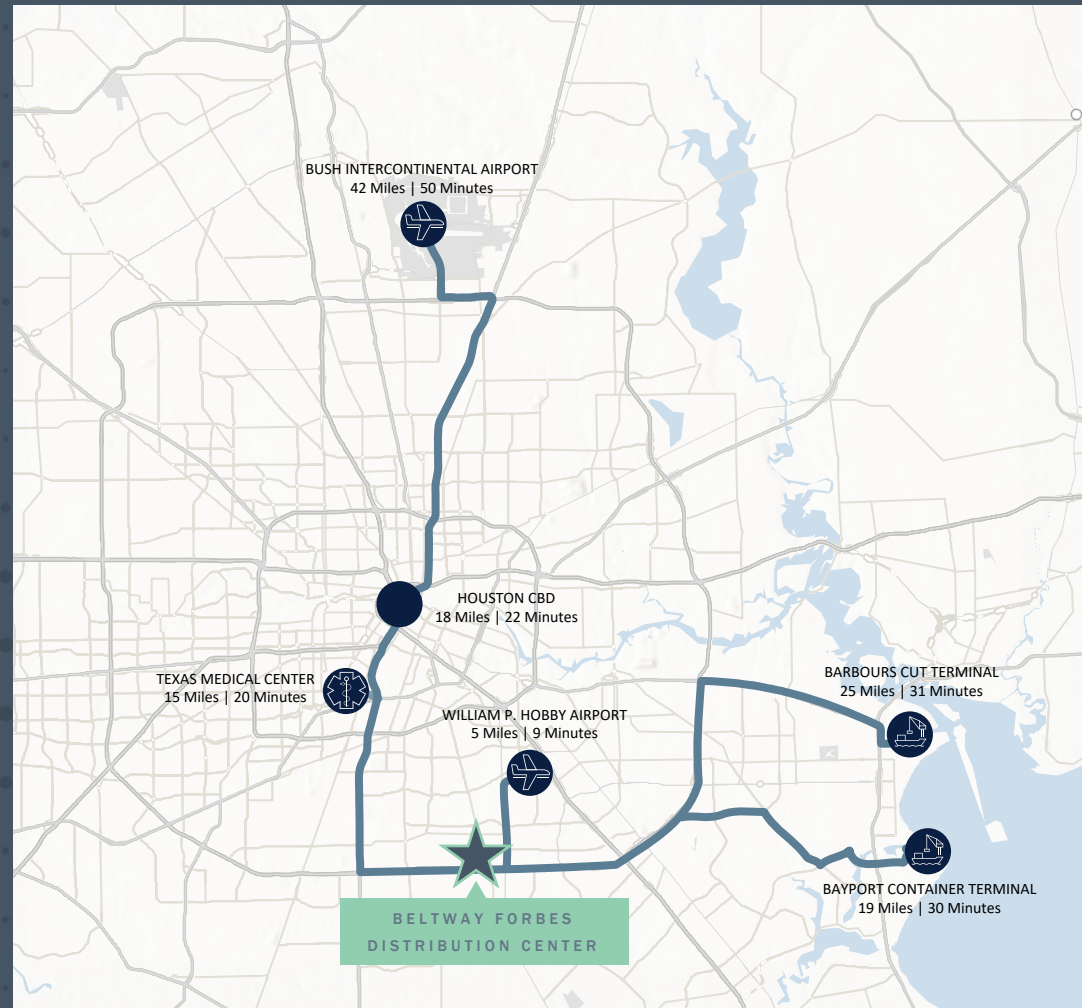 BUSH INTERCONTINENTAL AIRPORT
42 Miles | 50 Minutes
HOUSTON CBD
18 Miles | 22 Minutes
TEXAS MEDICAL CENTER
15 Miles | 20 Minutes
BARBOURS CUT TERMINAL
25 Miles | 31 Minutes
WILLIAM P. HOBBY AIRPORT
5 Miles | 9 Minutes
BAYPORT CONTAINER TERMINAL
19 Miles | 30 Minutes
BELTWAY FORBES
DISTRIBUTION CENTER